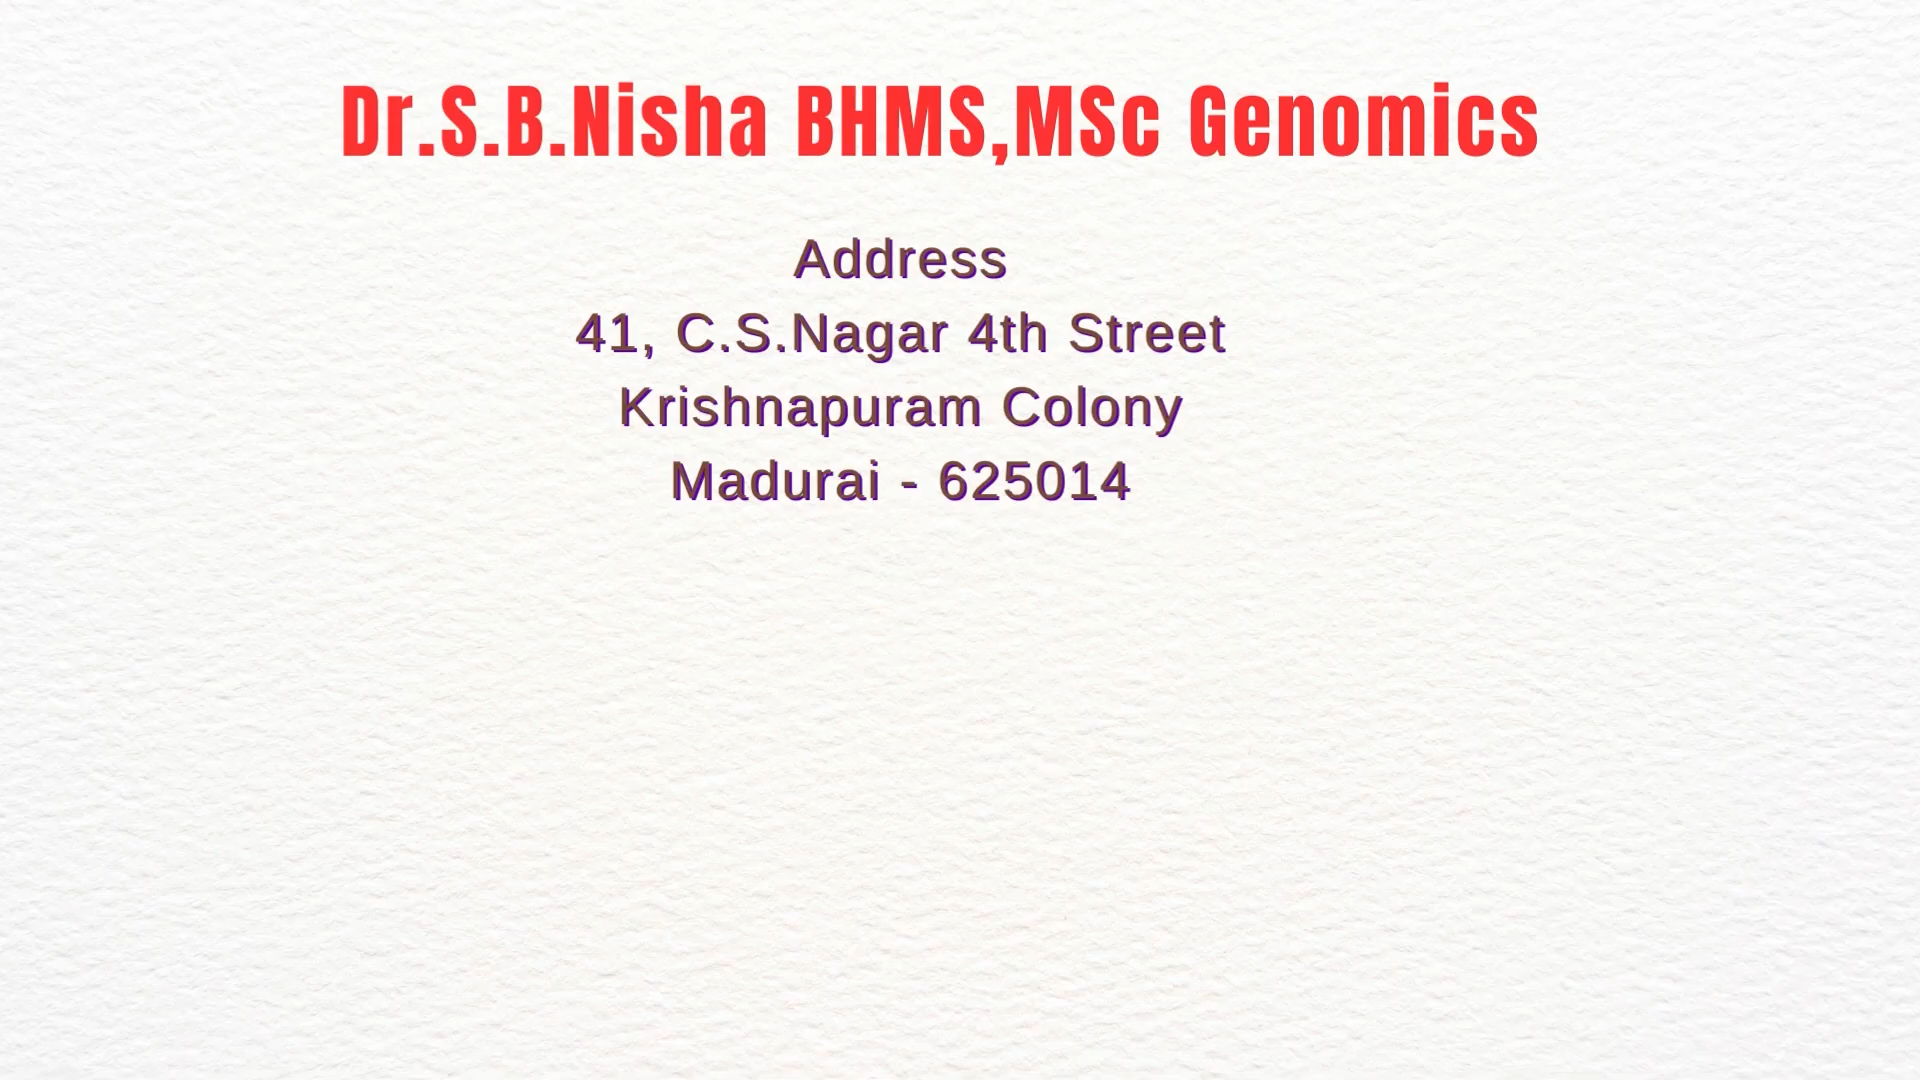 Dr.S.B.Nisha BHMS,MSc Genomics
Address
41, C.S.Nagar 4th Street
Krishnapuram Colony
Madurai - 625014